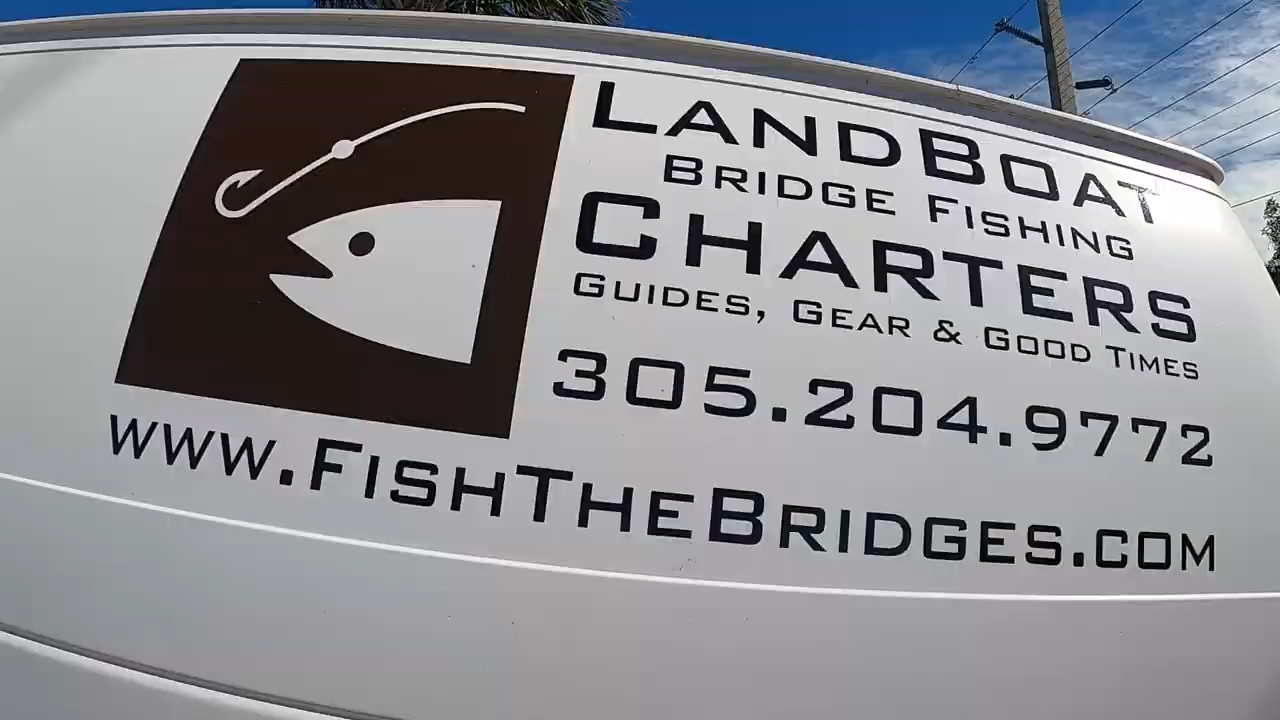 LANDBOAT
BRIDGE FISHING
CHARTERS
GUIDES, GEAR & GOOD TIMES
305.204.9772
WWW.FISHTHEBRIDGES.COM